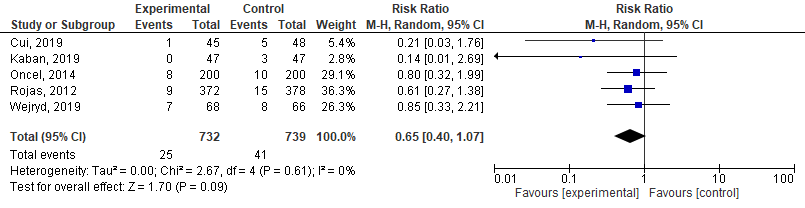 Experimental Control Risk Ratio Risk Ratio
Study or Subgroup Events Total Events Total Weight M-H, Random, 95% CI M-H, Random, 95% CI
Cui, 2019 1 45 5 48 5.4% 0.21 [0.03, 1.76]
Kaban, 2019 0 47 3 47 2.8% 0.14 [0.01, 2.69]
Oncel, 2014 8 200 10 200 29.1% 0.80 [0.32, 1.99]
Rojas, 2012 9 372 15 378 36.3% 0.61 [0.27, 1.38]
Wejryd, 2019 7 68 8 66 26.4% 0.85 [0.33, 2.21]
Total (95% CI) 732 739 100.0% 0.65 [0.40, 1.07]
Total events 25 41
Heterogeneity: Tau² = 0.00; Chi² = 2.67, df = 4 (P = 0.61); I² = 0%
Test for overall effect: Z = 1.70 (P = 0.09)
0.01 0.1 1 10 100
Favours [experimental] Favours [control]